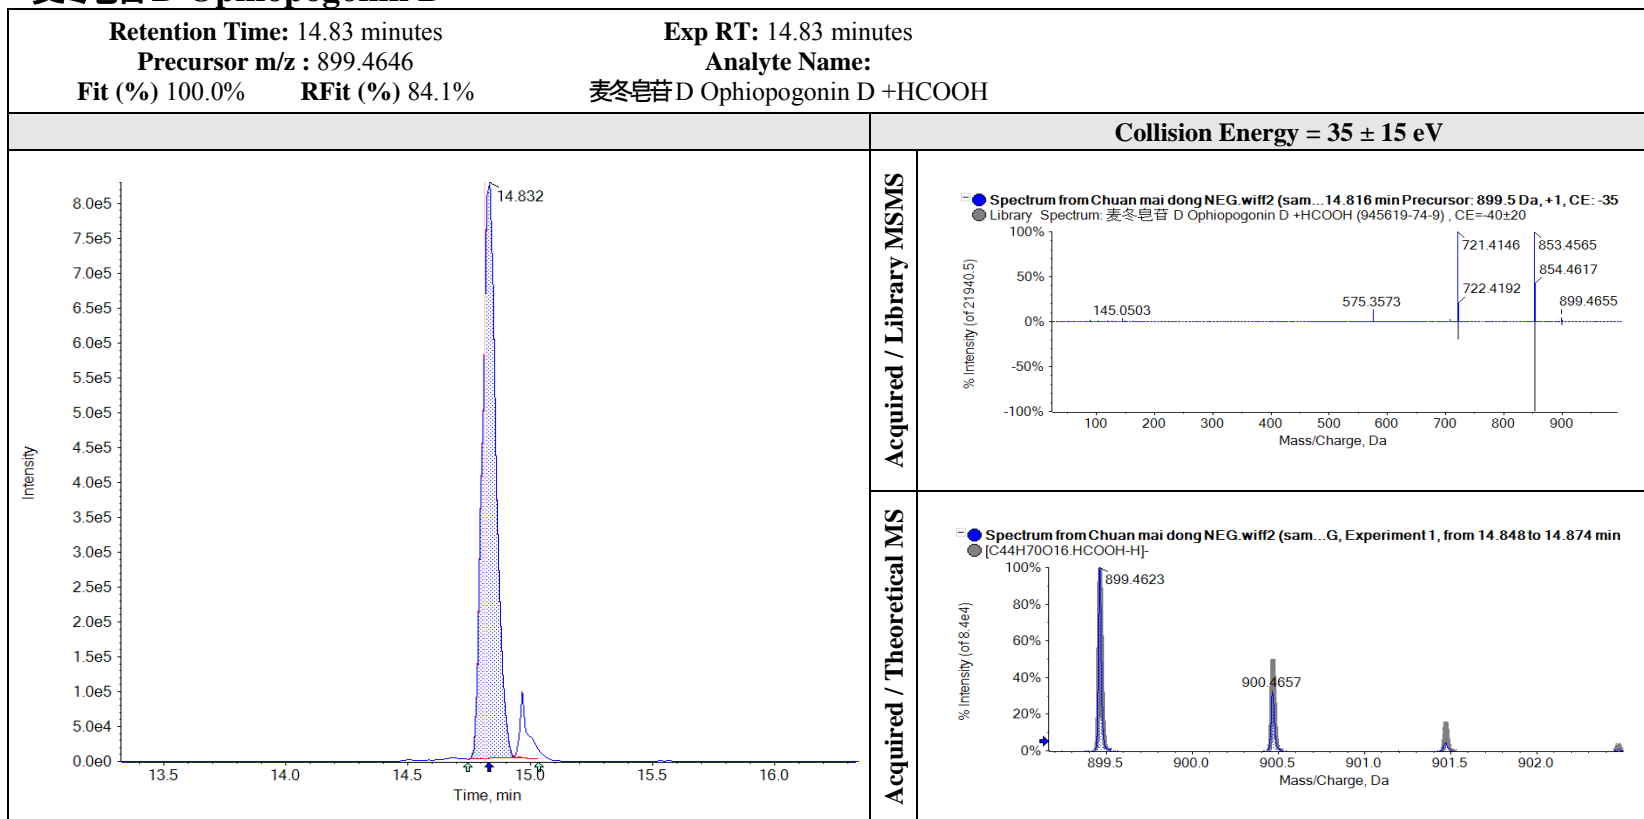 麦冬皂苷 D Ophiopogonin D
Retention Time: 14.83 minutes
Exp RT: 14.83 minutes
Precursor m/z : 899.4646
Analyte Name:
Fit (%) 100.0% RFit (%) 84.1%
麦冬皂苷D Ophiopogonin D +HCOOH
Collision Energy = 35 ± 15 eV
Intensity
8.0e5
7.5e5
7.0e5
6.5e5
6.0e5
5.5e5
5.0e5
4.5e5
4.0e5
3.5e5
3.0e5
2.5e5
2.0e5
1.5e5
1.0e5
5.0e4
0.0e0
14.832
13.5 14.0 14.5 15.0 15.5 16.0
Time, min
Acquired / Library MSMS
Spectrum from Chuan mai dong NEG.wiff2 (sam...14.816 min Precursor: 899.5 Da, +1, CE: -35
Library Spectrum: 麦冬皂苷 D Ophiopogonin D +HCOOH (945619-74-9) , CE=-40±20
% Intensity (of 21940.5)
100%
50%
0%
-50%
-100%
721.4146
853.4565
854.4617
722.4192
899.4655
575.3573
145.0503
100 200 300 400 500 600 700 800 900
Mass/Charge, Da
Acquired / Theoretical MS
Spectrum from Chuan mai dong NEG.wiff2 (sam...G, Experiment 1, from 14.848 to 14.874 min
[C44H70O16.HCOOH-H]-
% Intensity (of 8.4e4)
100%
80%
60%
40%
20%
0%
899.4623
900.4657
899.5 900.0 900.5 901.0 901.5 902.0
Mass/Charge, Da